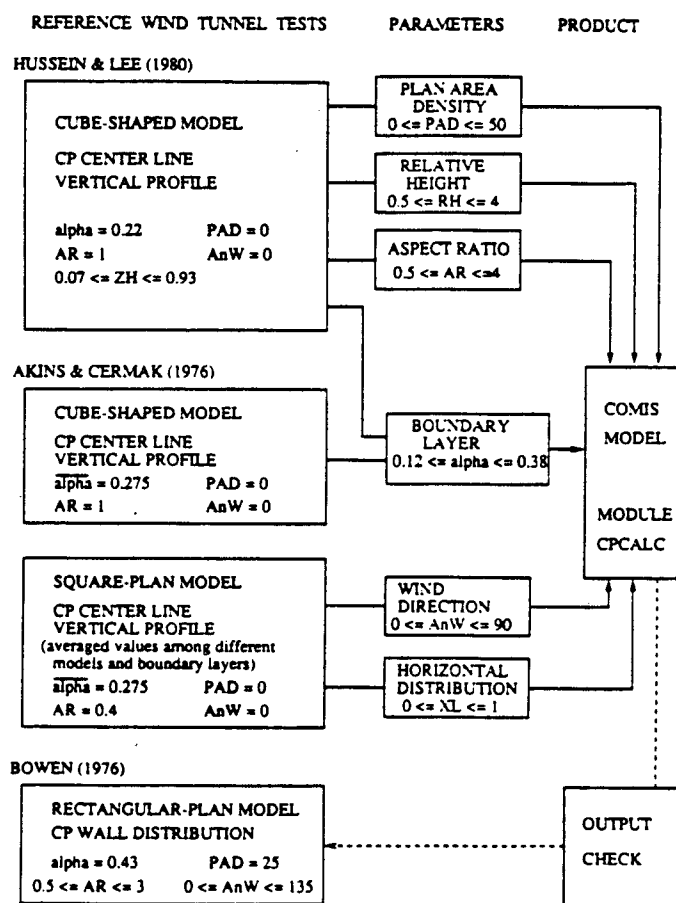 REFERENCE WIND TUNNEL TESTS PARAMETERS PRODUCT
HUSSEIN & LEE (1980)
CUBE-SHAPED MODEL
CP CENTER LINE
VERTICAL PROFILE
alpha = 0.22 PAD = 0
AR = 1 AnW = 0
0.07 <= ZH <= 0.93
PLAN AREA
DENSITY
0 <= PAD <= 50
RELATIVE
HEIGHT
0.5 <= RH <= 4
ASPECT RATIO
0.5 <= AR <=4
AKINS & CERMAK (1976)
CUBE-SHAPED MODEL
CP CENTER LINE
VERTICAL PROFILE
alpha = 0.275 PAD = 0
AR = 1 AnW = 0
BOUNDARY
LAYER
0.12 <= alpha <= 0.38
COMIS
MODEL
MODULE
CPCALC
SQUARE-PLAN MODEL
CP CENTER LINE
VERTICAL PROFILE
(averaged values among different
models and boundary layers)
alpha = 0.275 PAD = 0
AR = 0.4 AnW = 0
WIND
DIRECTION
0 <= AnW <= 90
HORIZONTAL
DISTRIBUTION
0 <= XL <= 1
BOWEN (1976)
RECTANGULAR-PLAN MODEL
CP WALL DISTRIBUTION
alpha = 0.43 PAD = 25
0.5 <= AR <= 3 0 <= AnW <= 135
OUTPUT
CHECK